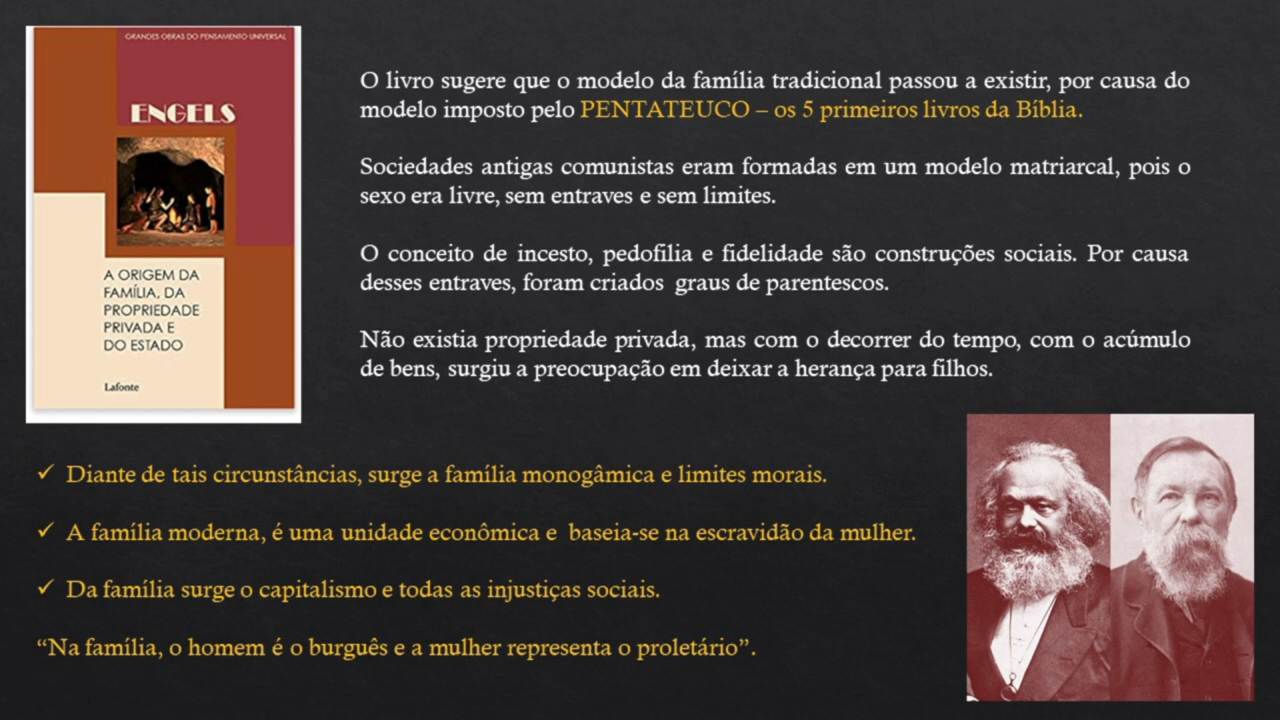 GRANDES OBRAS DO PENSAMENTO UNIVERSAL
ENGELS
A ORIGEM DA
FAMÍLIA, DA
PROPRIEDADE
PRIVADA E
DO ESTADO
Lafonte
O livro sugere que o modelo da família tradicional passou a existir, por causa do
modelo imposto pelo PENTATEUCO – os 5 primeiros livros da Bíblia.
Sociedades antigas comunistas eram formadas em um modelo matriarcal, pois o
sexo era livre, sem entraves e sem limites.
O conceito de incesto, pedofilia e fidelidade são construções sociais. Por causa
desses entraves, foram criados graus de parentescos.
Não existia propriedade privada, mas com o decorrer do tempo, com o acúmulo
de bens, surgiu a preocupação em deixar a herança para filhos.
✓ Diante de tais circunstâncias, surge a família monogâmica e limites morais.
✓ A família moderna, é uma unidade econômica e baseia-se na escravidão da mulher.
✓ Da família surge o capitalismo e todas as injustiças sociais.
“Na família, o homem é o burguês e a mulher representa o proletário”.